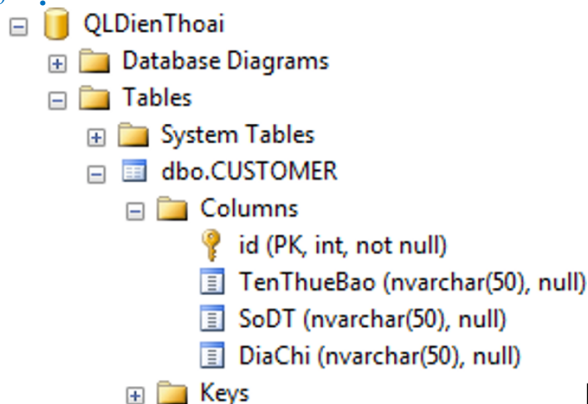 QLDienThoai
Database Diagrams
Tables
System Tables
dbo.CUSTOMER
Columns
id (PK, int, not null)
TenThueBao (nvarchar(50), null)
SoDT (nvarchar(50), null)
DiaChi (nvarchar(50), null)
Keys